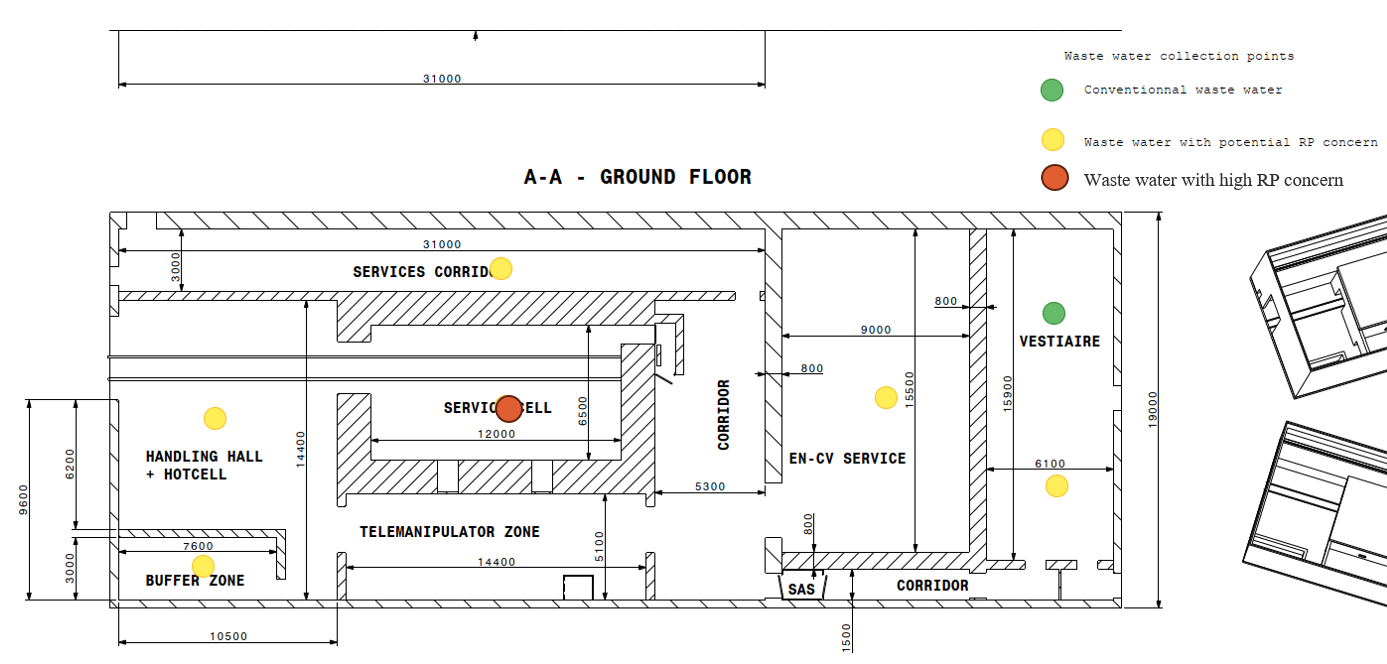 31000
Waste water collection points
Conventionnal waste water
Waste water with potential RP concern
Waste water with high RP concern
A-A - GROUND FLOOR
31000
3000
SERVICES CORRID
800
9000
VESTIAIRE
800
15500
15900
19000
SERVIC ELL
6500
12000
CORRIDOR
14400
6200
9600
HANDLING HALL
+ HOTCELL
EN-CV SERVICE
6100
5300
TELEMANIPULATOR ZONE
800
5100
7600
3000
BUFFER ZONE
14400
SAS
CORRIDOR
1500
10500